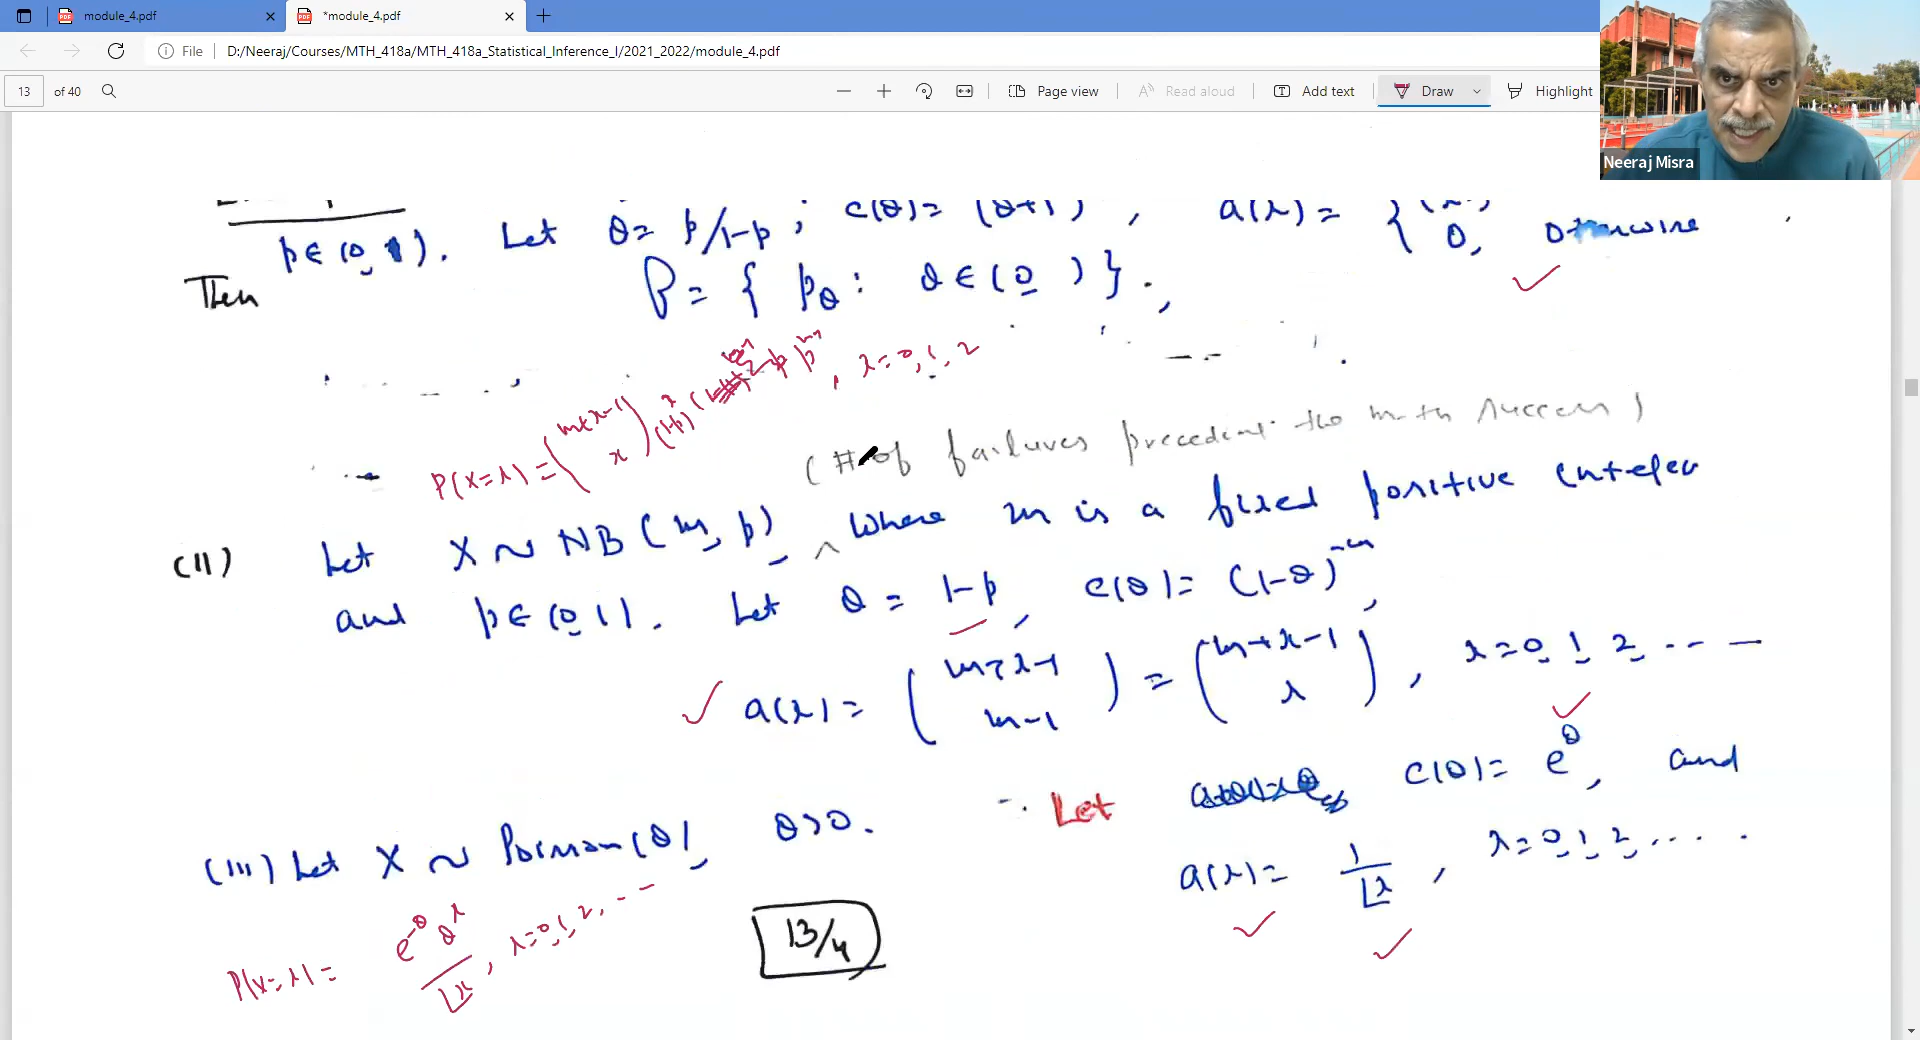 module_4.pdf
*module_4.pdf
File D:/Neeraj/Courses/MTH_418a/MTH_418a_Statistical_Inference_I/2021_2022/module_4.pdf
13 of 40 Page view Read aloud Add text Draw Highlight
Neeraj Misra
p∈(0,1). Let θ= p/1-p, c(θ)= (θ+1) , a(x)= { 0, otherwise
Then P= { pθ: θ∈(0 ) }.,
P(X=x)= (m+x-1 x) (1-p)^x p^m, x=0,1,2
(# of failures precedent the m-th success)
(II) Let X ~ NB(m,p), ^ where m is a fixed positive integer
and p∈(0,1). Let θ = 1-p, c(θ)= (1-θ)^-m,
a(x)= (m+x-1 m-1) = (m+x-1 x), x=0,1,2 ...
(III) Let X ~ Poisson(θ), θ>0. Let c(θ)= e^θ, and
a(x)= 1/⌊x, x=0,1,2.....
P(X=x)= e^-θ θ^x/⌊x, x=0,1,2,...
13/4